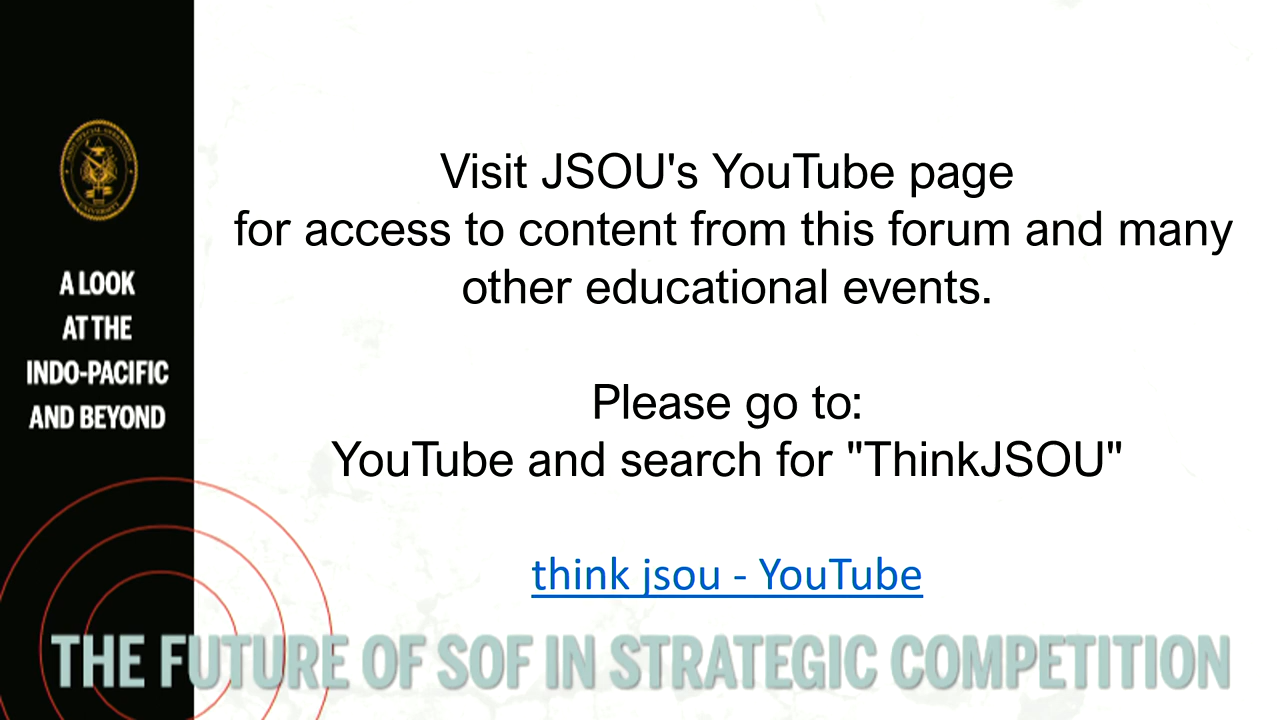 A LOOK
AT THE
INDO-PACIFIC
AND BEYOND
Visit JSOU's YouTube page
for access to content from this forum and many
other educational events.
Please go to:
YouTube and search for "ThinkJSOU"
think jsou - YouTube
THE FUTURE OF SOF IN STRATEGIC COMPETITION